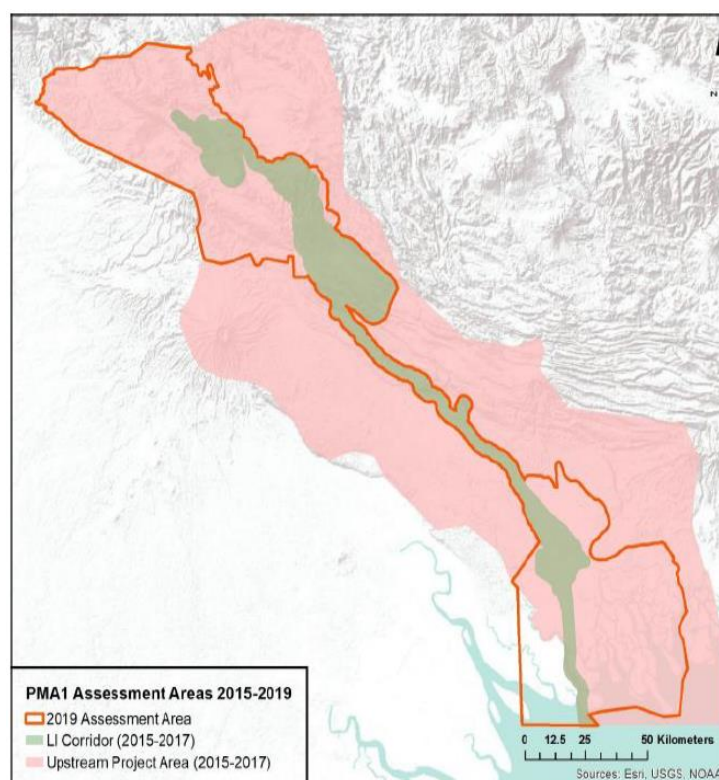 N
PMA1 Assessment Areas 2015-2019
2019 Assessment Area
LI Corridor (2015-2017)
Upstream Project Area (2015-2017)
0 12.5 25 50 Kilometers
Sources: Esri, USGS, NOAA